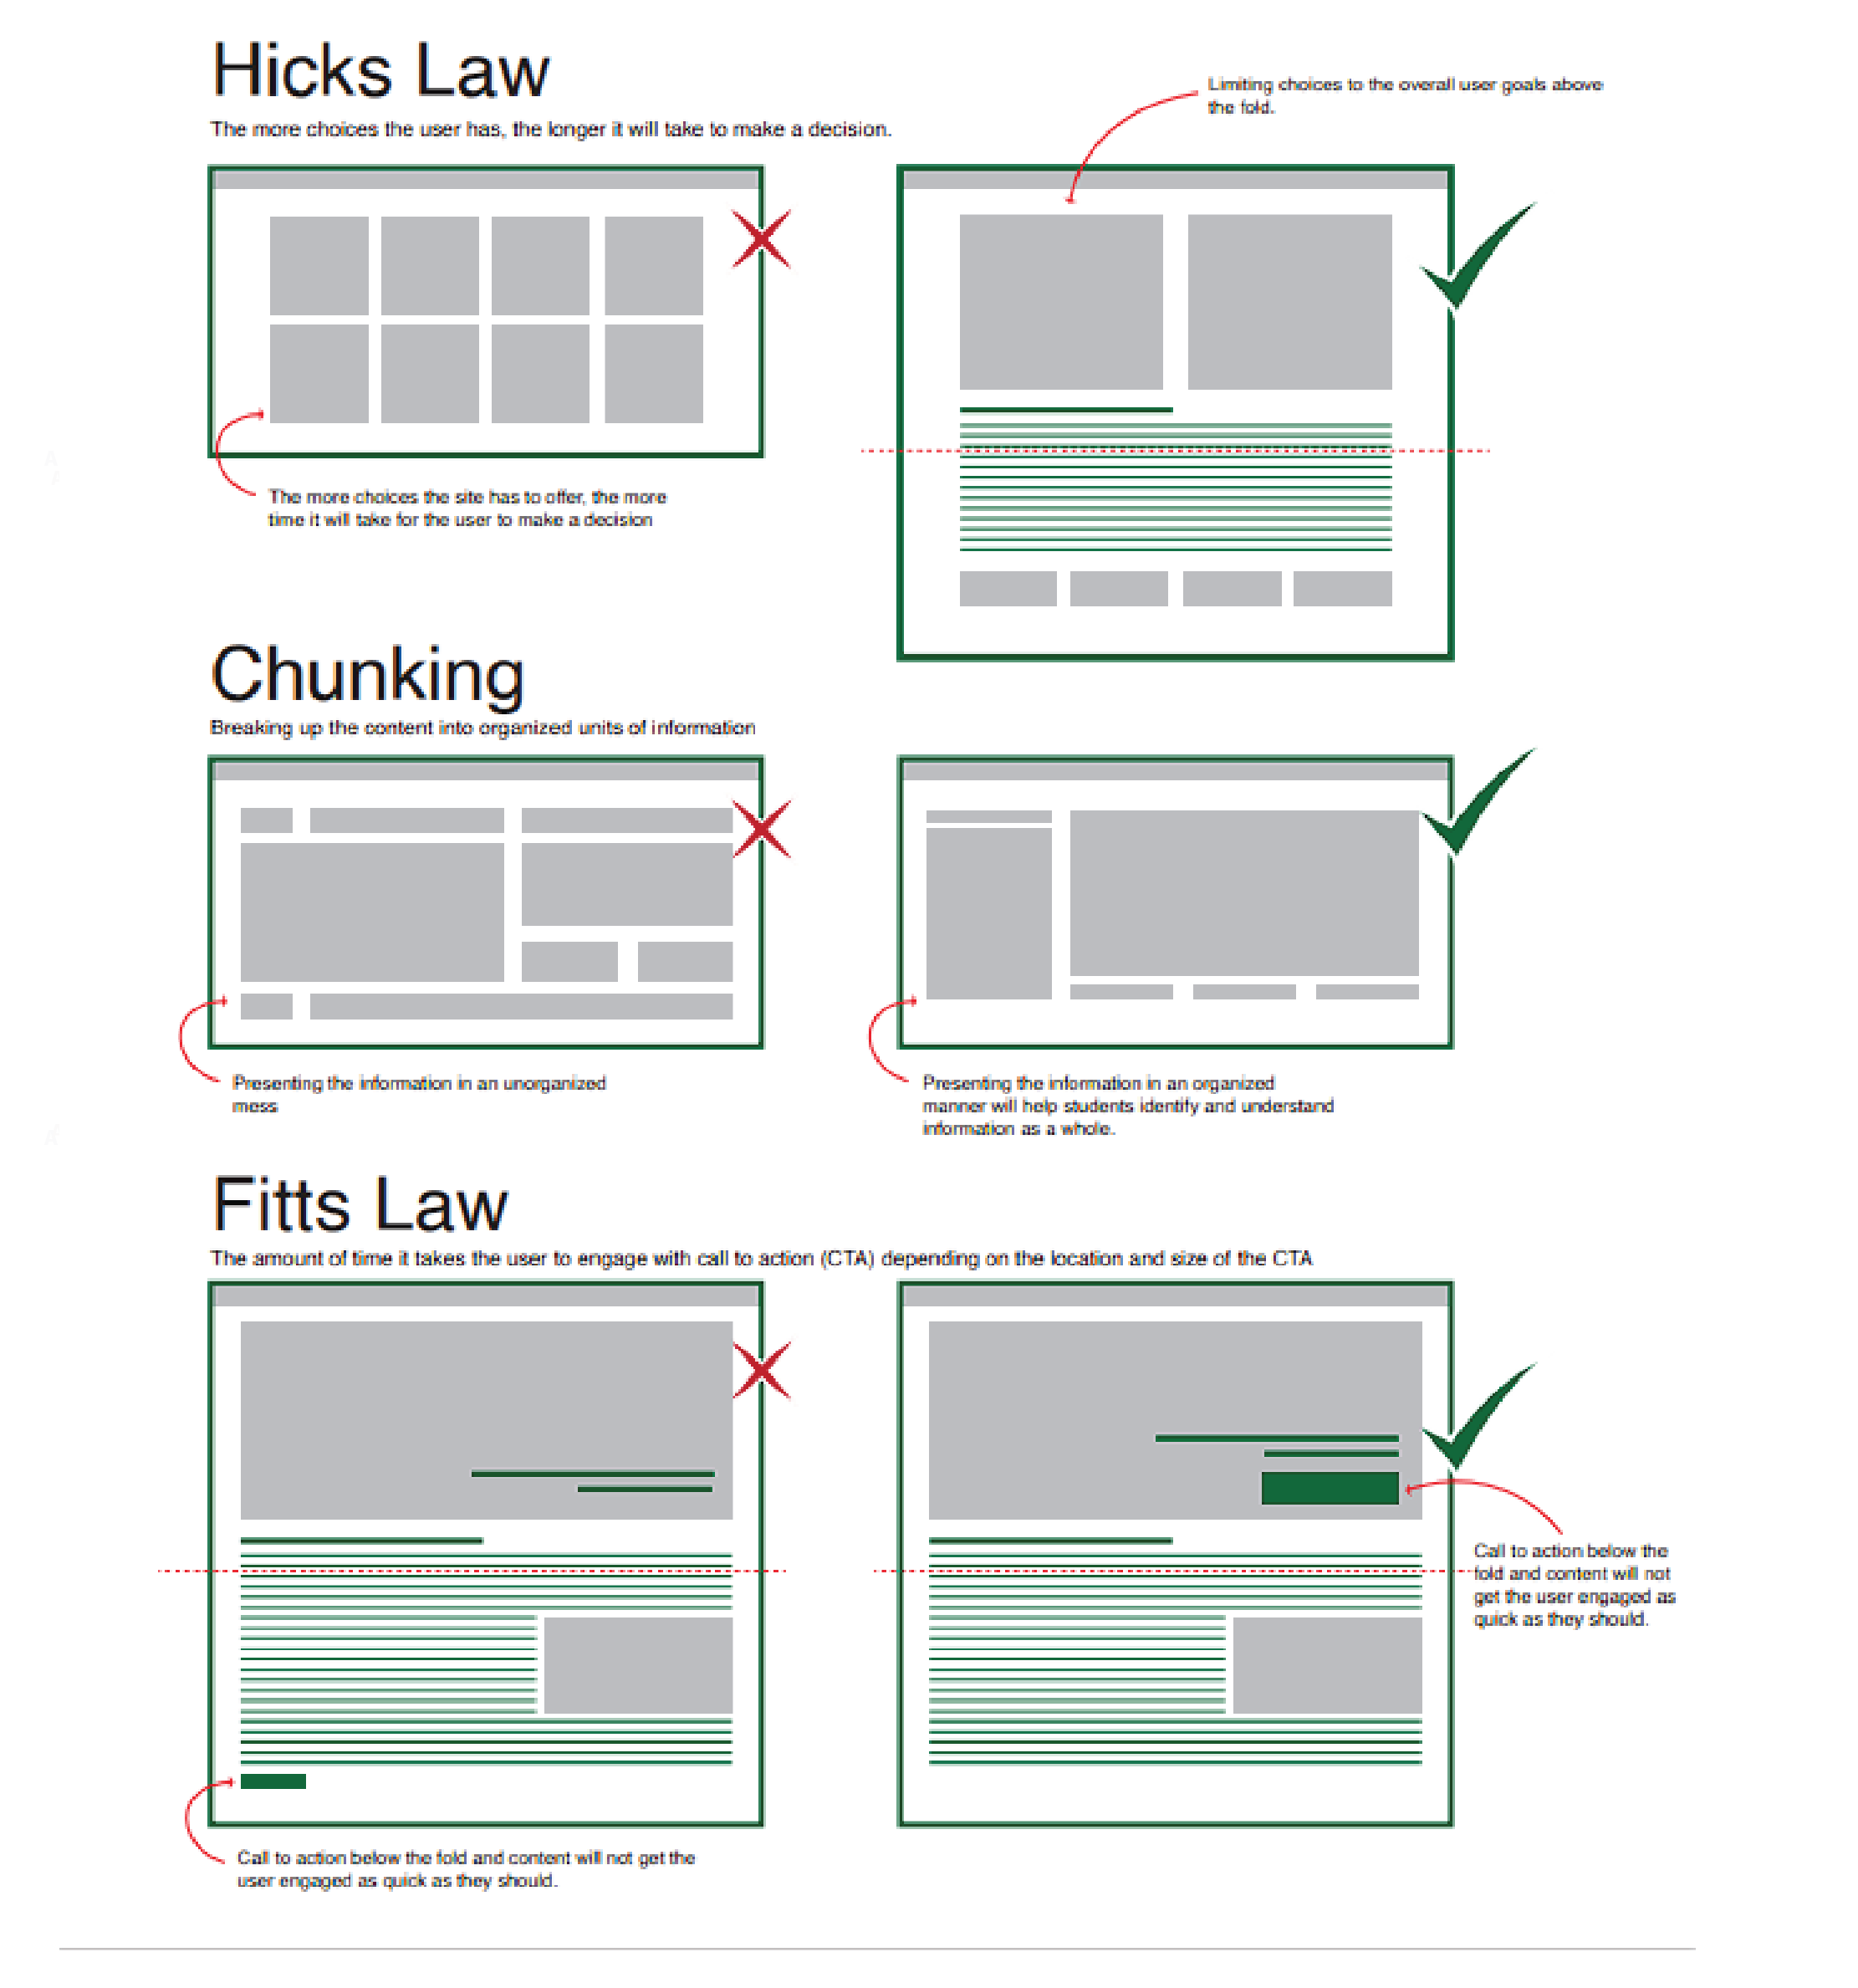 Hicks Law
The more choices the user has, the longer it will take to make a decision.
Limiting choices to the overall user goals above
the fold.
The more choices the site has to offer, the more
time it will take for the user to make a decision
Chunking
Breaking up the content into organized units of information
Presenting the information in an unorganized
mess
Presenting the information in an organized
manner will help students identify and understand
information as a whole.
Fitts Law
The amount of time it takes the user to engage with call to action (CTA) depending on the location and size of the CTA
Call to action below the
fold and content will not
get the user engaged as
quick as they should.
Call to action below the fold and content will not get the
user engaged as quick as they should.